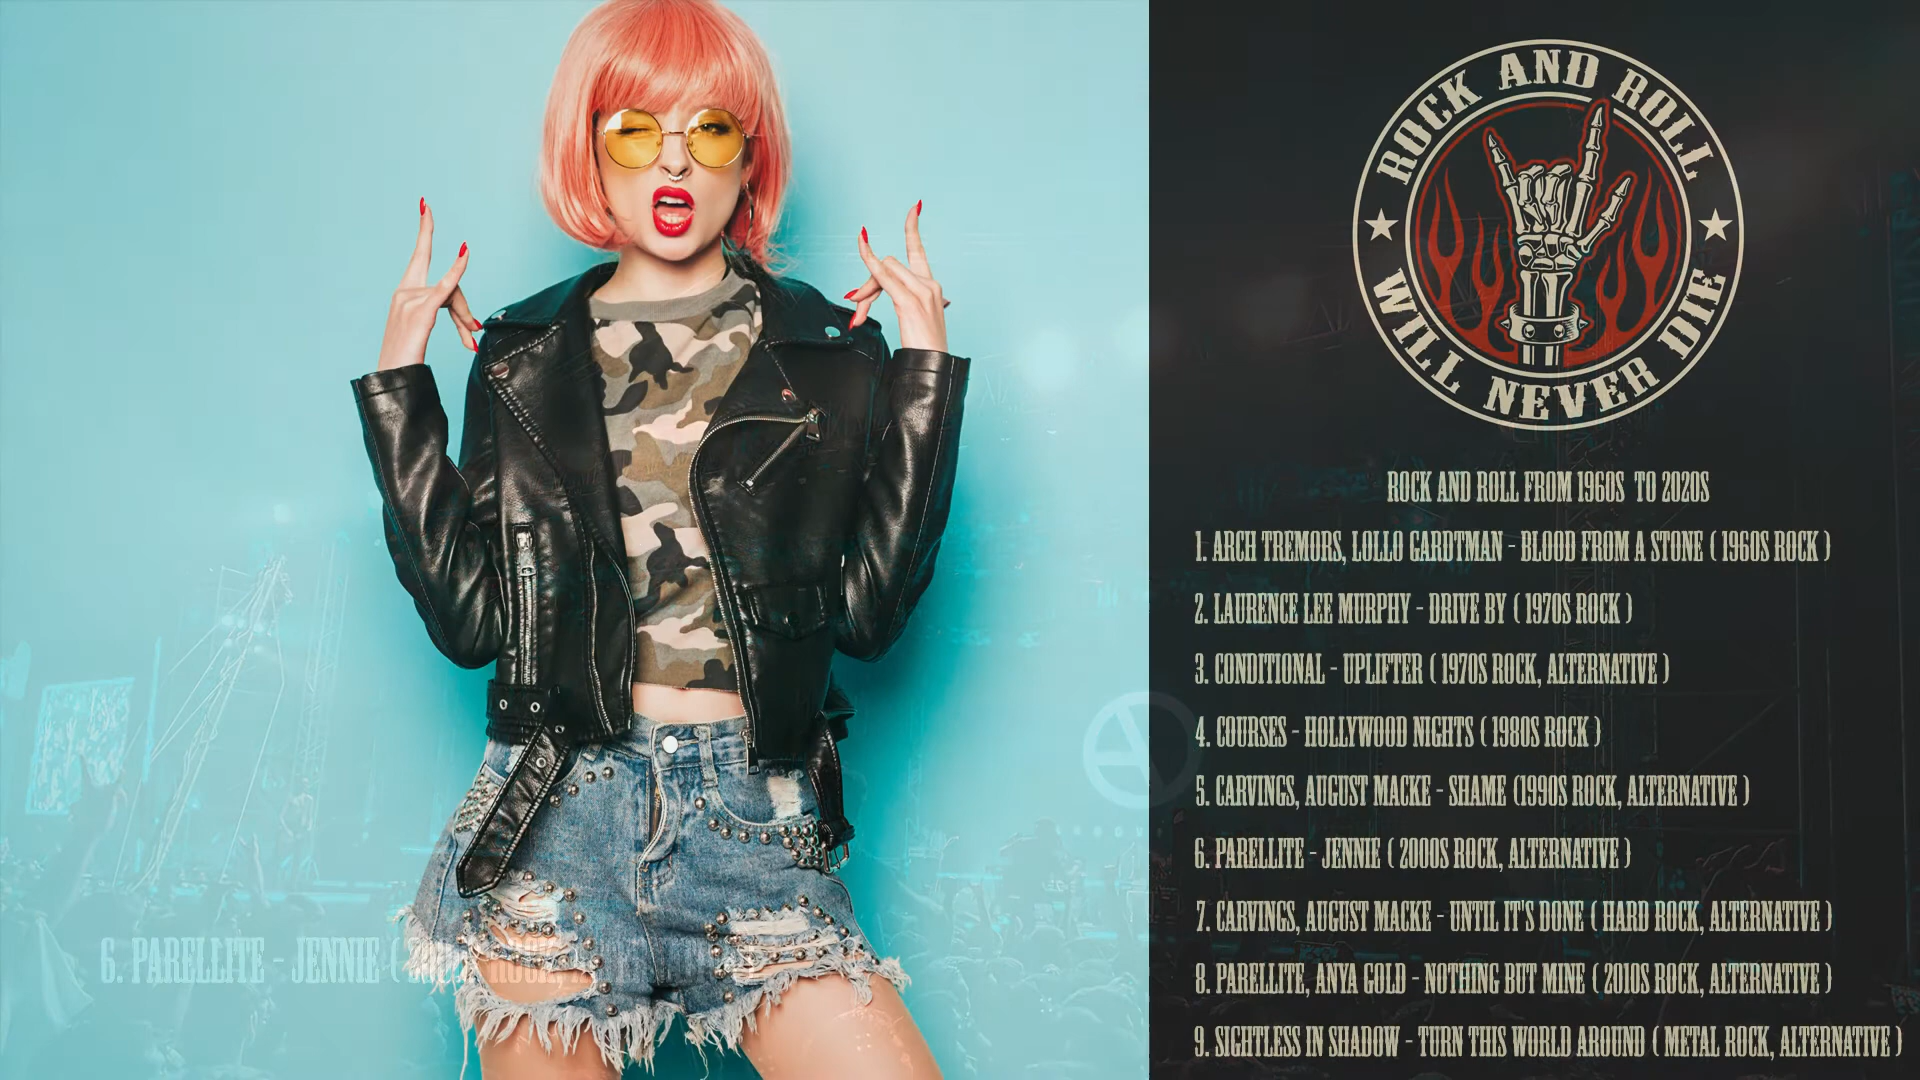 ROCK AND ROLL
WILL NEVER DIE
ROCK AND ROLL FROM 1960S TO 2020S
1. ARCH TREMORS, LOLLO GARDTMAN - BLOOD FROM A STONE ( 1960S ROCK )
2. LAURENCE LEE MURPHY - DRIVE BY ( 1970S ROCK )
3. CONDITIONAL - UPLIFTER ( 1970S ROCK, ALTERNATIVE )
4. COURSES - HOLLYWOOD NIGHTS ( 1980S ROCK )
5. CARVINGS, AUGUST MACKE - SHAME (1990S ROCK, ALTERNATIVE )
6. PARELLITE - JENNIE ( 2000S ROCK, ALTERNATIVE )
7. CARVINGS, AUGUST MACKE - UNTIL IT'S DONE ( HARD ROCK, ALTERNATIVE )
8. PARELLITE, ANYA GOLD - NOTHING BUT MINE ( 2010S ROCK, ALTERNATIVE )
9. SIGHTLESS IN SHADOW - TURN THIS WORLD AROUND ( METAL ROCK, ALTERNATIVE )
6. PARELLITE - JENNIE (